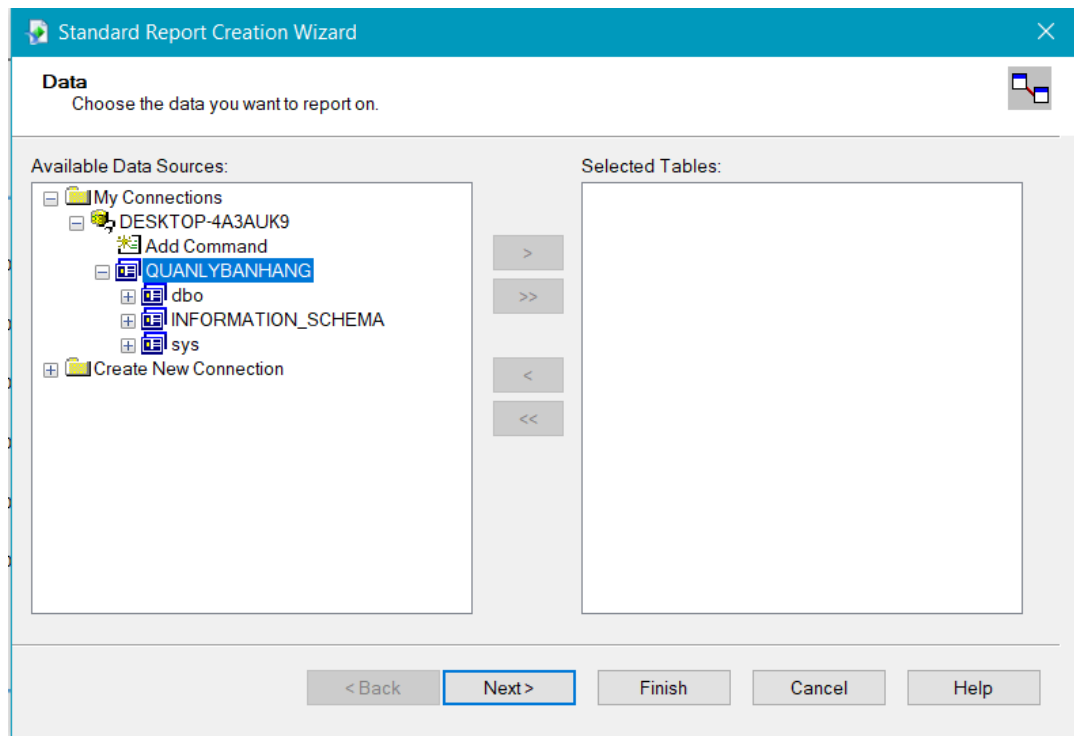 Standard Report Creation Wizard
Data
Choose the data you want to report on.
Available Data Sources:
Selected Tables:
My Connections
DESKTOP-4A3AUK9
Add Command
QUANLYBANHANG
dbo
INFORMATION_SCHEMA
sys
Create New Connection
>
>>
<
<<
< Back
Next >
Finish
Cancel
Help